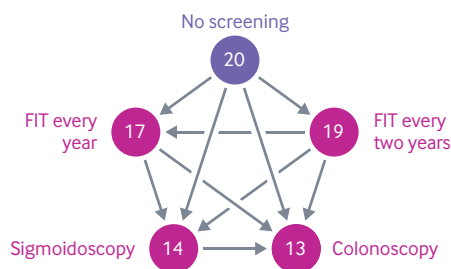 No screening
20
FIT every
year
17
19
FIT every
two years
Sigmoidoscopy
14
13
Colonoscopy